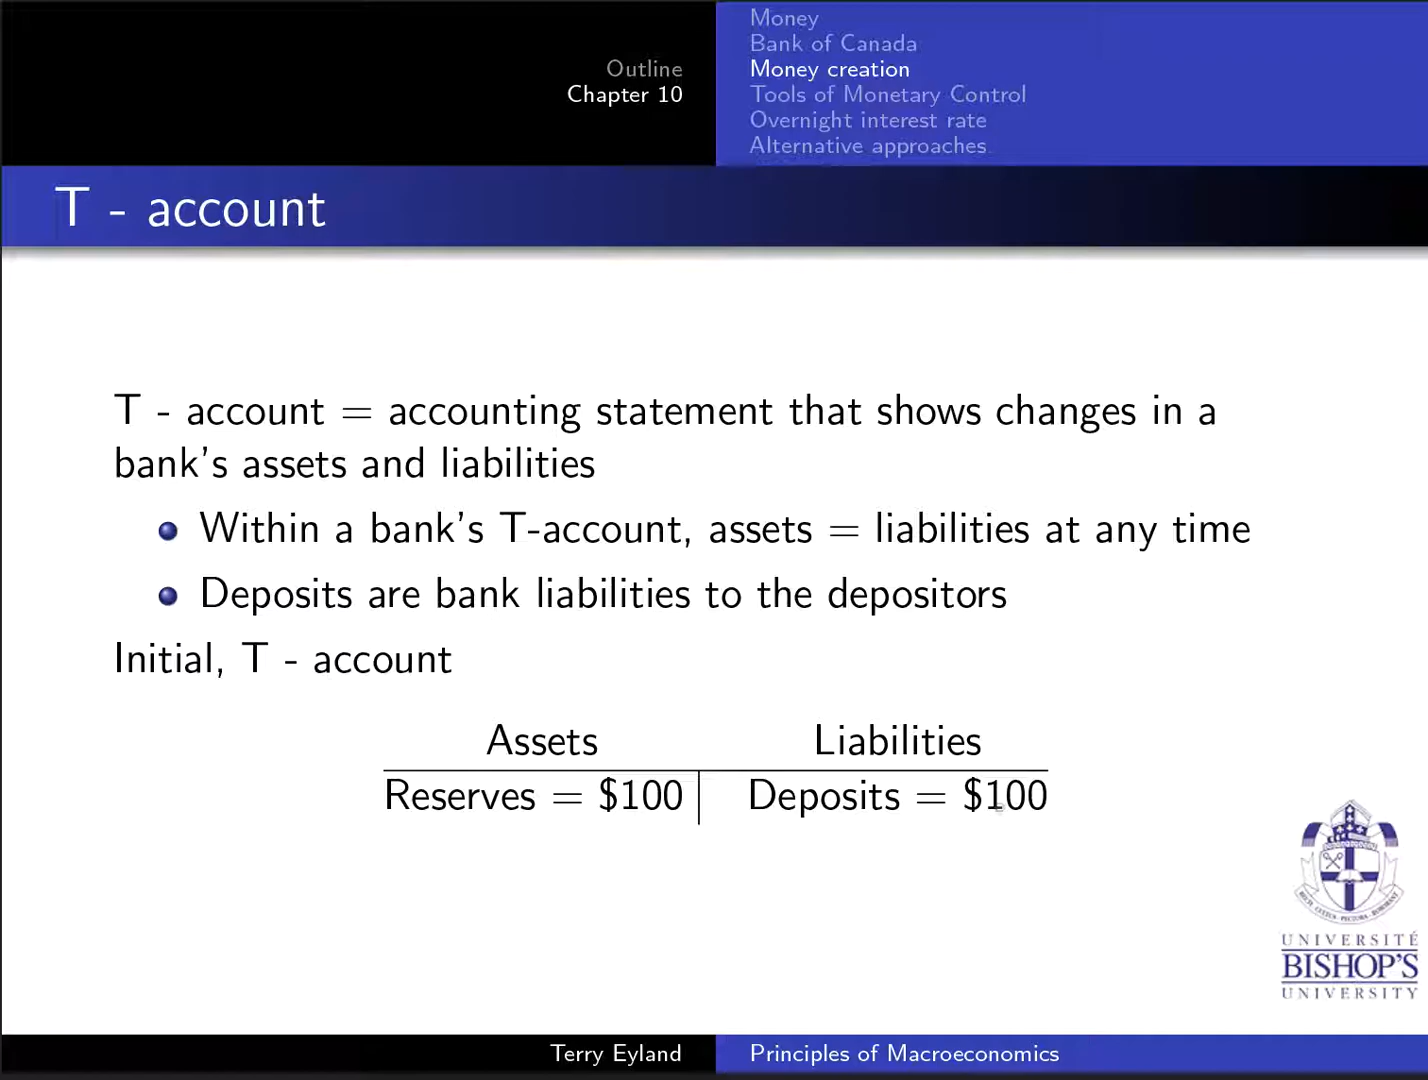 Outline
Chapter 10
Money
Bank of Canada
Money creation
Tools of Monetary Control
Overnight interest rate
Alternative approaches
T - account
T - account = accounting statement that shows changes in a
bank's assets and liabilities
Within a bank's T-account, assets = liabilities at any time
Deposits are bank liabilities to the depositors
Initial, T - account
Assets Liabilities
Reserves = $100 Deposits = $100
UNIVERSITÉ
BISHOP'S
UNIVERSITY
Terry Eyland Principles of Macroeconomics